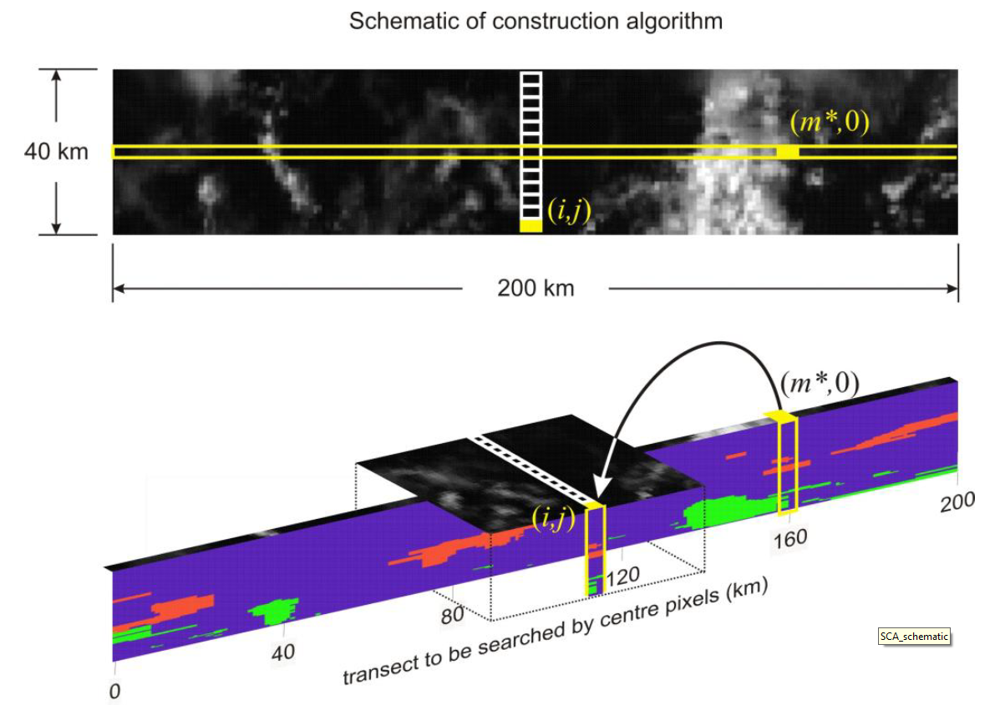 Schematic of construction algorithm
(m*,0)
40 km
(i,j)
200 km
(m*,0)
(i,j)
200
160
120
80
40
0
transect to be searched by centre pixels (km)
SCA_schematic